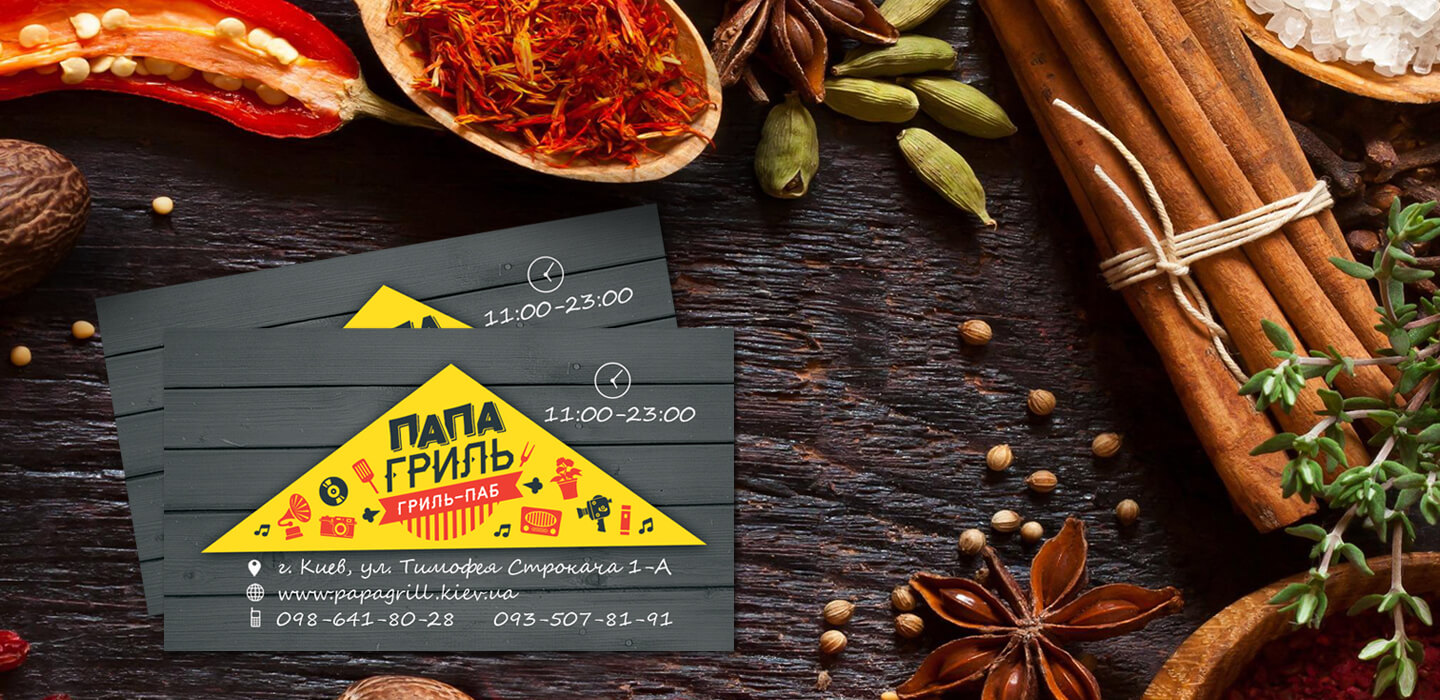 11:00-23:00
ПАПА
11:00-23:00
ПАПА
ГРИЛЬ
ГРИЛЬ-ПАБ
г. Киев, ул. Тимофея Строкача 1-А
www.papagrill.kiev.ua
098-641-80-28 093-507-81-91